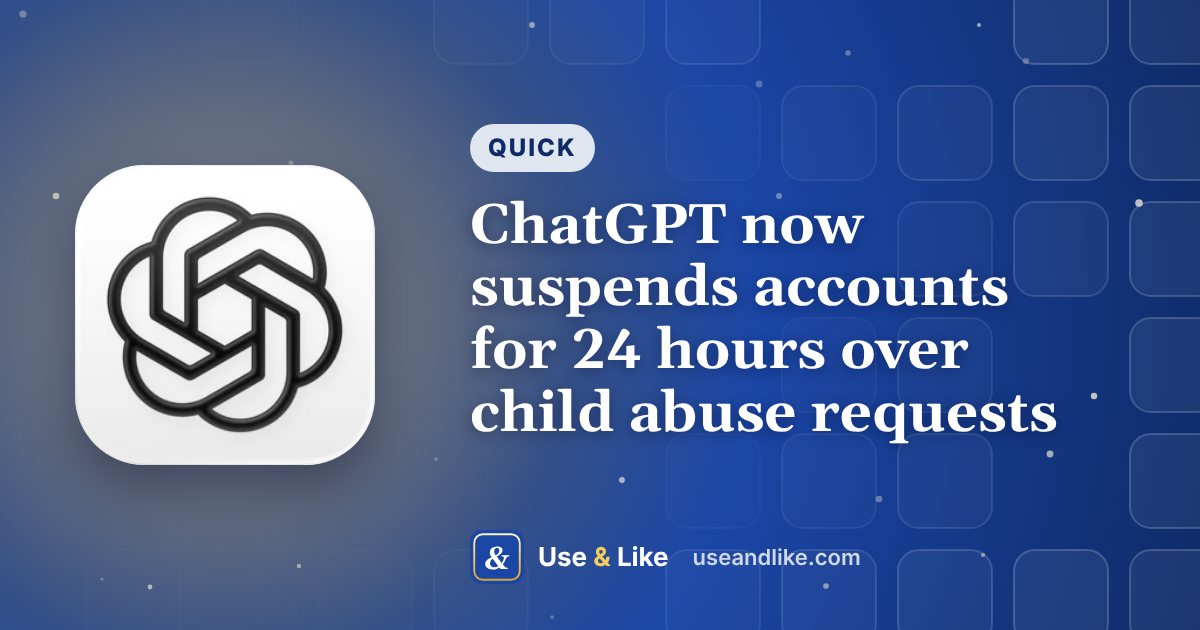 QUICK
ChatGPT now
suspends accounts
for 24 hours over
child abuse requests
& Use & Like useandlike.com